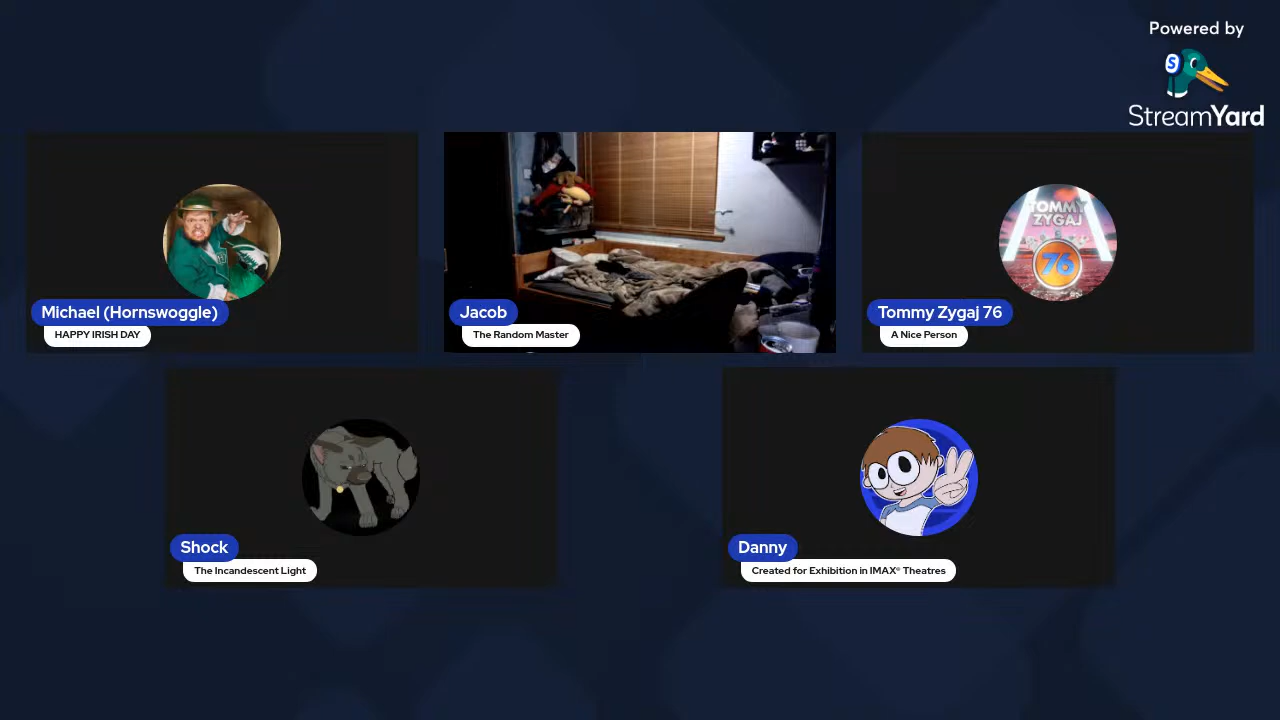 Powered by
S
StreamYard
Michael (Hornswoggle)
HAPPY IRISH DAY
Jacob
The Random Master
TOMMY
ZYGAJ
76
Tommy Zygaj 76
A Nice Person
Shock
The Incandescent Light
Danny
Created for Exhibition in IMAX® Theatres